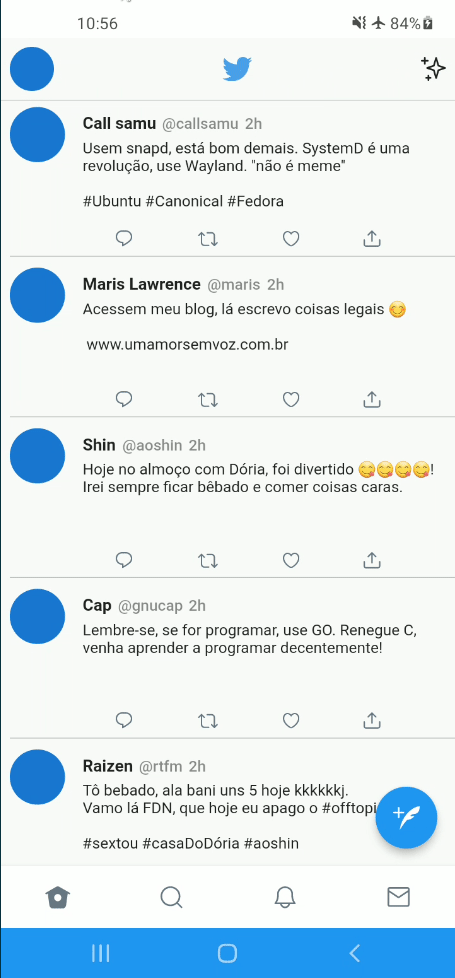 10:56 84%
Call samu @callsamu 2h
Usem snapd, está bom demais. SystemD é uma
revolução, use Wayland. "não é meme"
#Ubuntu #Canonical #Fedora
Maris Lawrence @maris 2h
Acessem meu blog, lá escrevo coisas legais 😊
www.umamorsemvoz.com.br
Shin @aoshin 2h
Hoje no almoço com Dória, foi divertido 😋😋😋😋!
Irei sempre ficar bêbado e comer coisas caras.
Cap @gnucap 2h
Lembre-se, se for programar, use GO. Renegue C,
venha aprender a programar decentemente!
Raizen @rtfm 2h
Tô bebado, ala bani uns 5 hoje kkkkkkj.
Vamo lá FDN, que hoje eu apago o #offtopi
#sextou #casaDoDória #aoshin